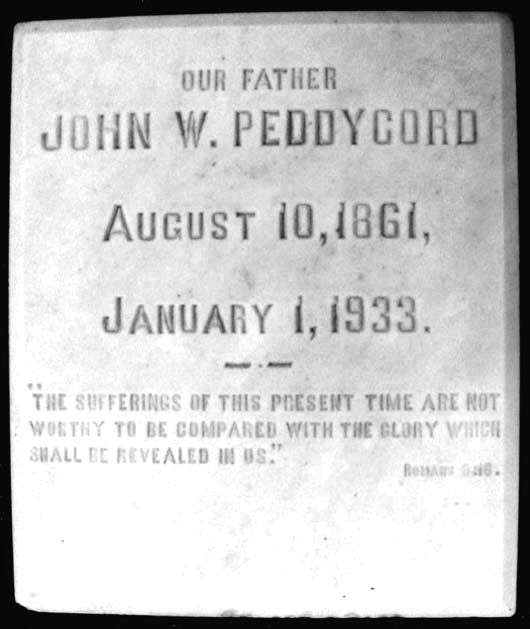 OUR FATHER
JOHN W. PEDDYCORD
AUGUST 10, 1861,
JANUARY 1, 1933.
"THE SUFFERINGS OF THIS PRESENT TIME ARE NOT
WORTHY TO BE COMPARED WITH THE GLORY WHICH
SHALL BE REVEALED IN US."
ROMANS